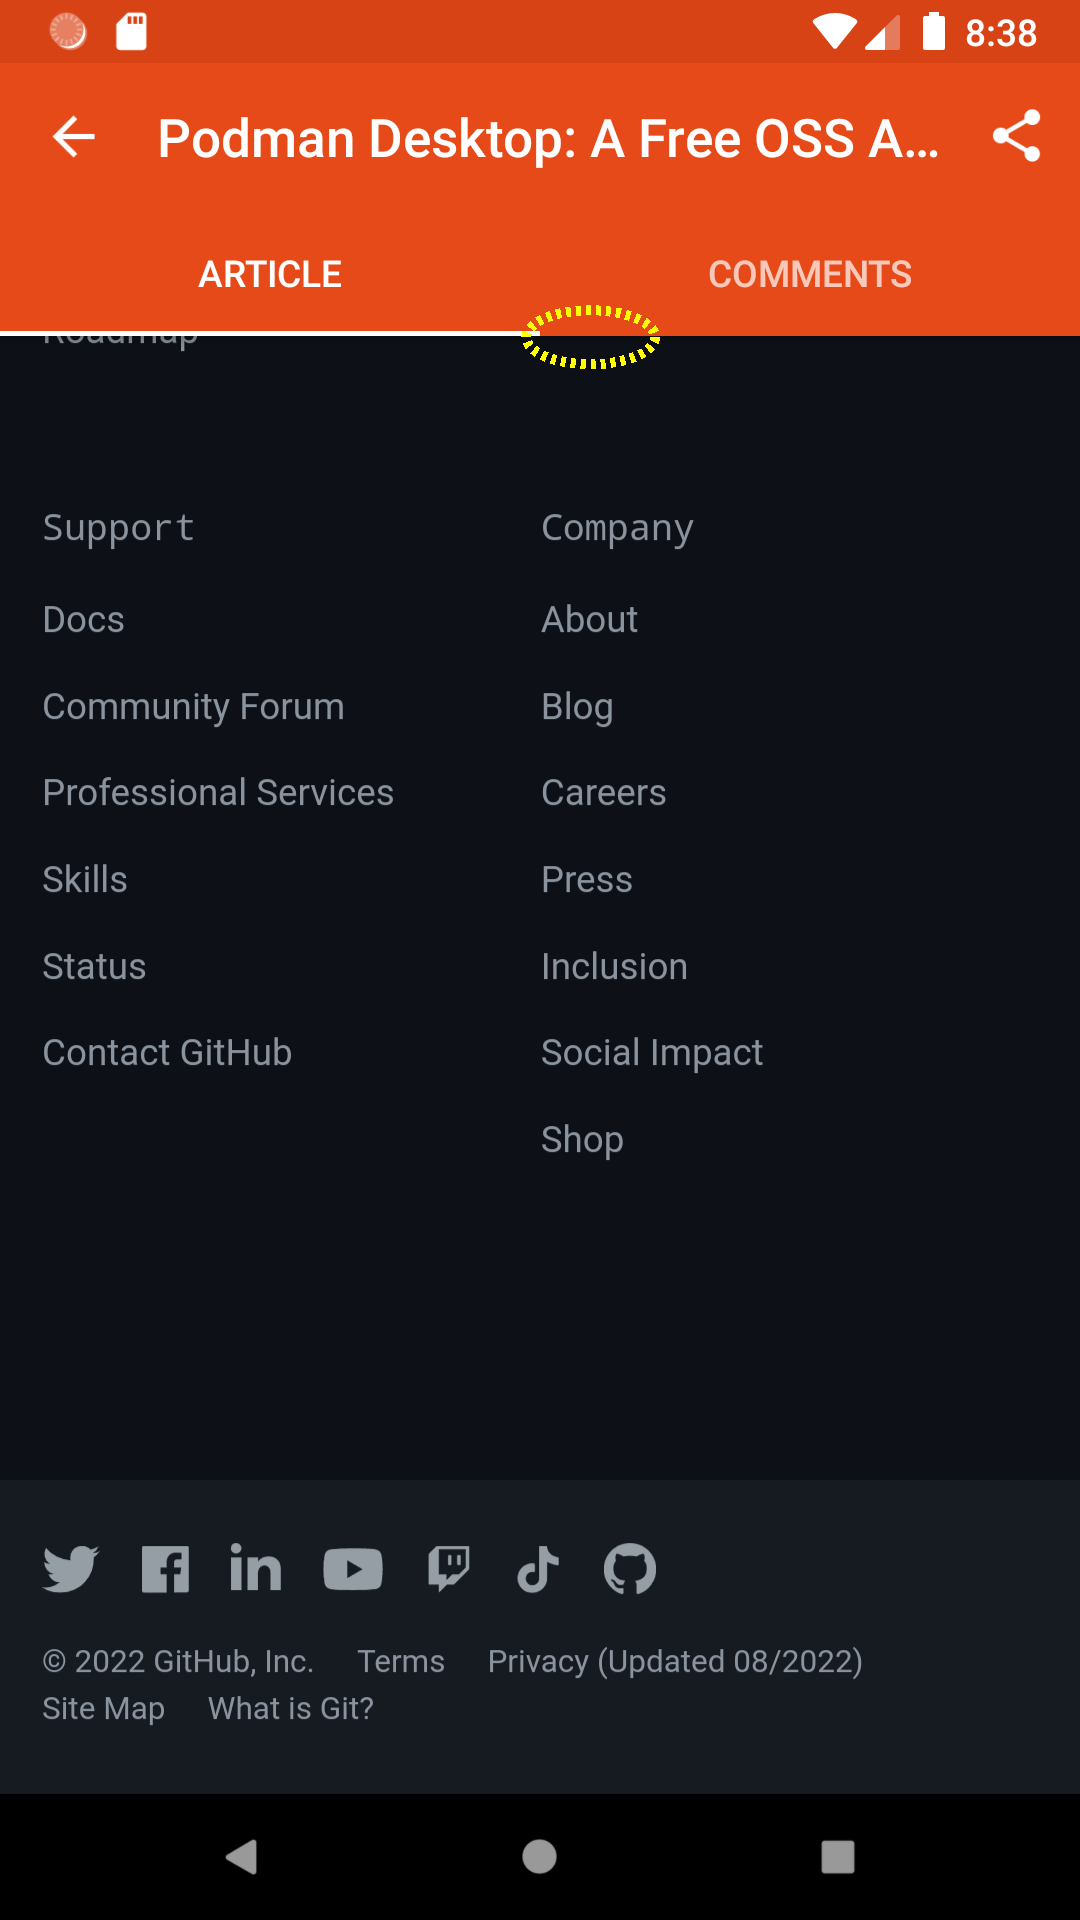 8:38
Podman Desktop: A Free OSS A...
ARTICLE
COMMENTS
Roadmap
Support
Company
Docs
About
Community Forum
Blog
Professional Services
Careers
Skills
Press
Status
Inclusion
Contact GitHub
Social Impact
Shop
© 2022 GitHub, Inc. Terms Privacy (Updated 08/2022)
Site Map What is Git?